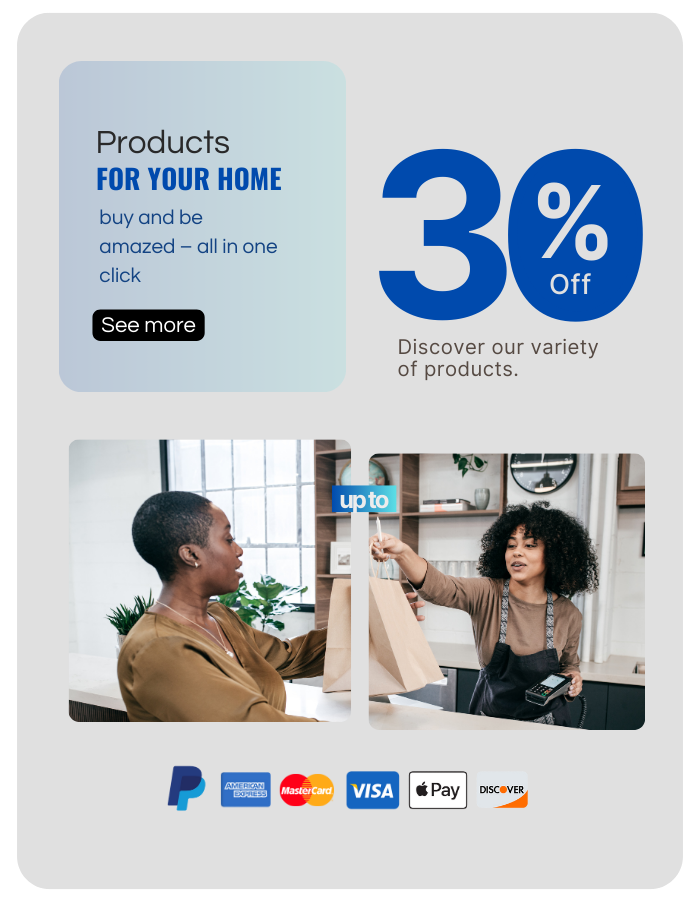 Products
FOR YOUR HOME
buy and be
amazed – all in one
click
See more
30
%
Off
Discover our variety
of products.
up to
AMERICAN
EXPRESS
MasterCard
VISA
Pay
DISCOVER